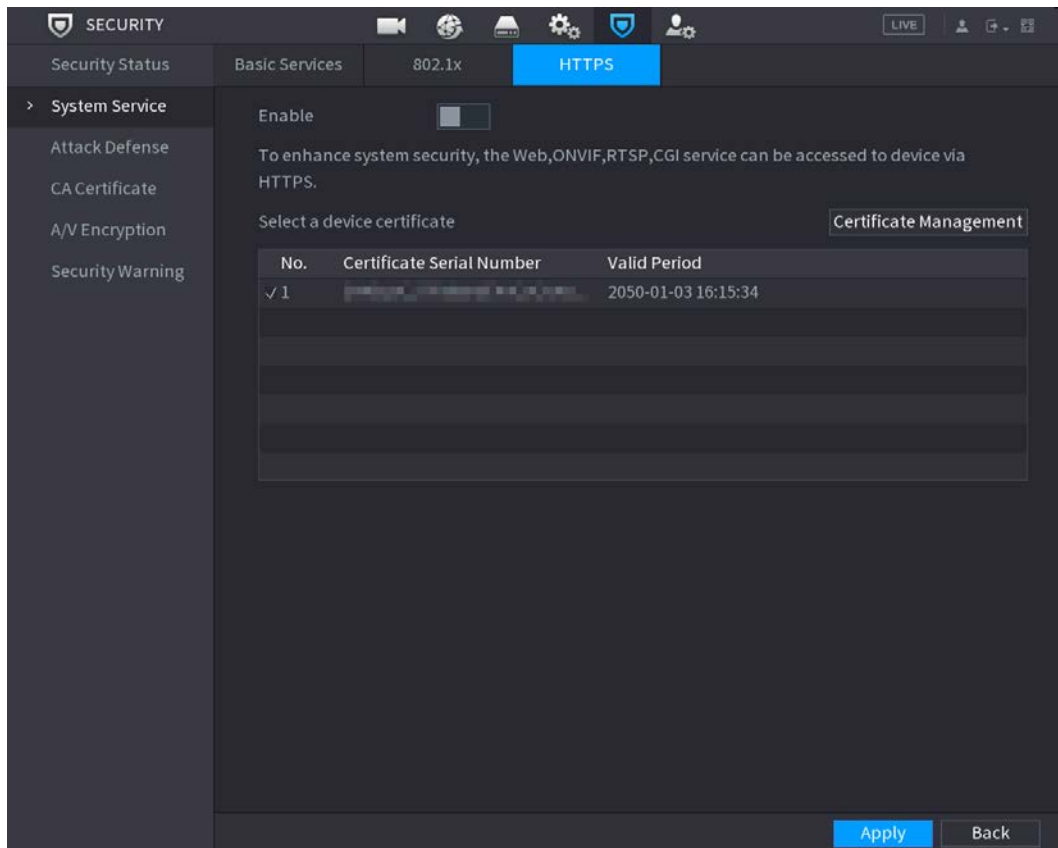 SECURITY
LIVE
Security Status
System Service
Attack Defense
CA Certificate
A/V Encryption
Security Warning
Basic Services 802.1x HTTPS
Enable
To enhance system security, the Web,ONVIF,RTSP,CGI service can be accessed to device via
HTTPS.
Select a device certificate
Certificate Management
No. Certificate Serial Number Valid Period
1 2050-01-03 16:15:34
Apply Back